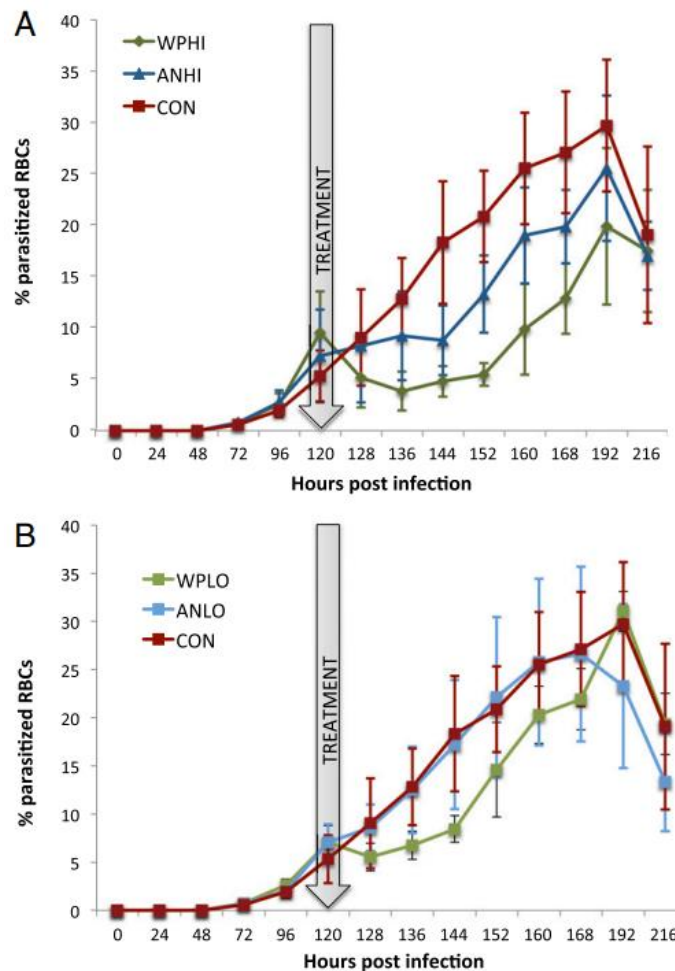 A
40
35
30
25
20
15
10
5
0
% parasitized RBCs
WPHI
ANHI
CON
TREATMENT
0 24 48 72 96 120 128 136 144 152 160 168 192 216
Hours post infection
B
40
35
30
25
20
15
10
5
0
% parasitized RBCs
WPLO
ANLO
CON
TREATMENT
0 24 48 72 96 120 128 136 144 152 160 168 192 216
Hours post infection